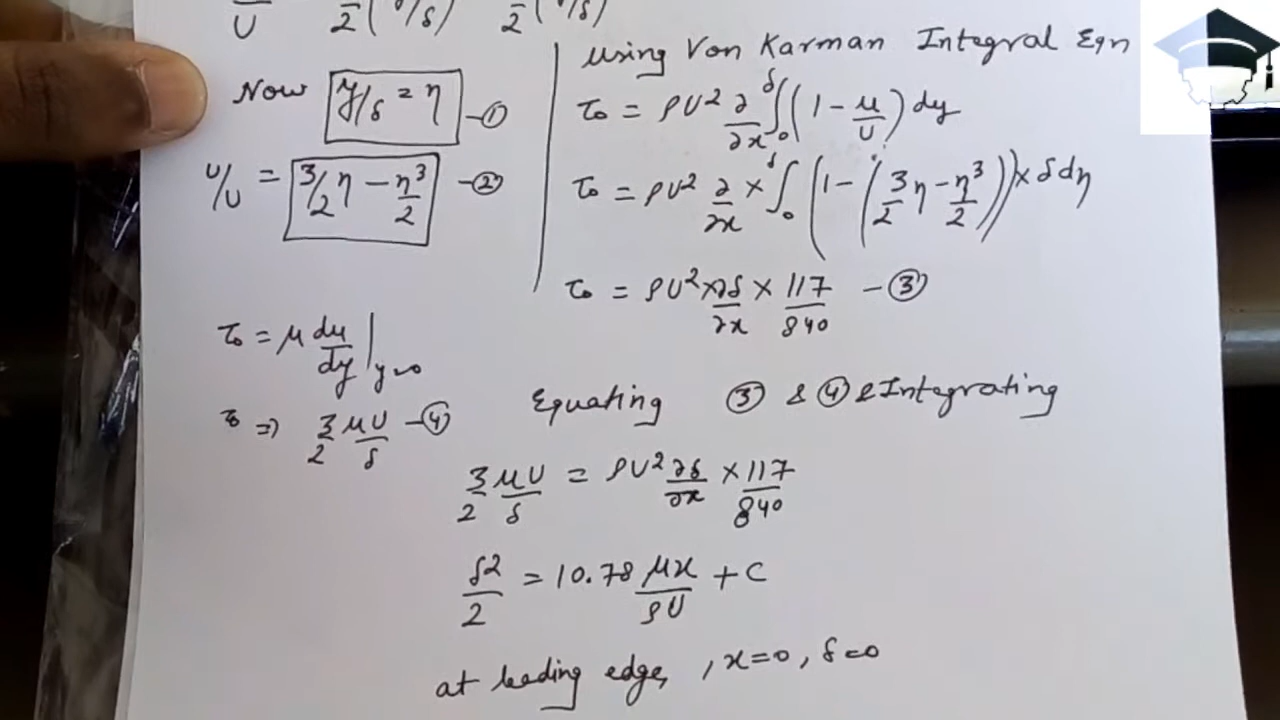 U 2 (y/δ) 2 (y/δ)
Now y/δ = η -①
u/U = 3/2 η - η³/2 -②
τ₀ = μ du/dy |y=0
τ₀ => 3/2 μU/δ -④
Using Von Karman Integral Eqn
τ₀ = ρU² ∂/∂x ∫₀^δ (1 - u/U) dy
τ₀ = ρU² ∂/∂x × ∫₀^δ (1 - (3/2 η - η³/2)) × δ dη
τ₀ = ρU² × ∂δ/∂x × 117/840 -③
Equating ③ & ④ & Integrating
3/2 μU/δ = ρU² ∂δ/∂x × 117/840
δ²/2 = 10.78 μx/ρU + C
at leading edge, , x=0, δ=0